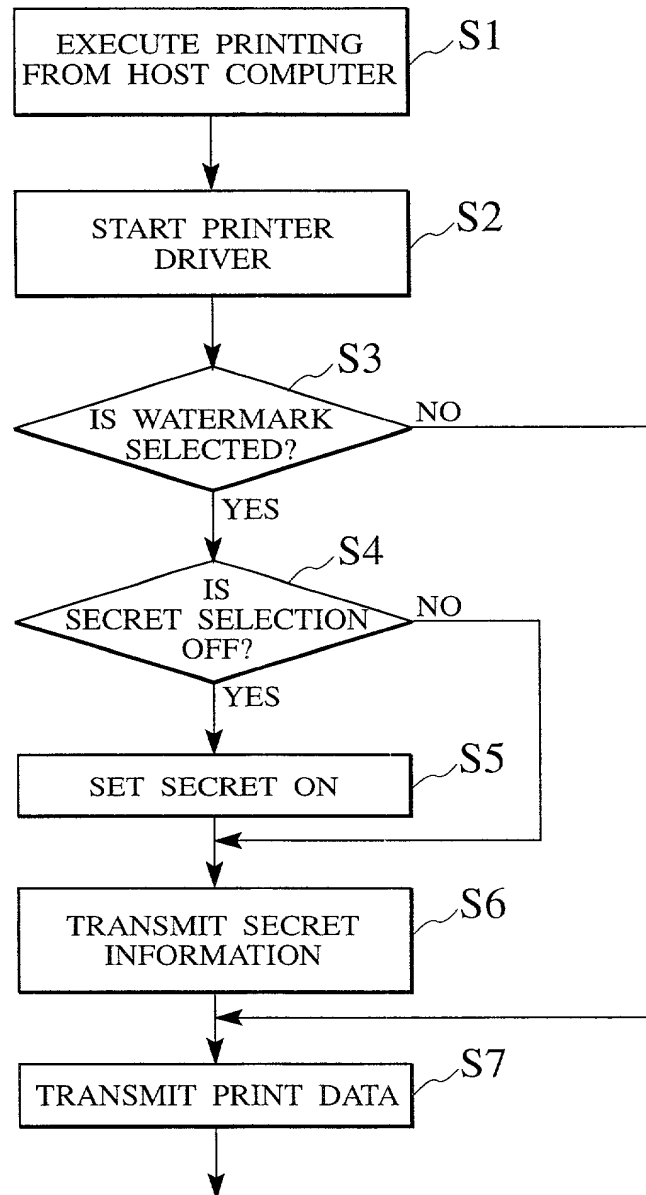 EXECUTE PRINTING
FROM HOST COMPUTER
S1
START PRINTER
DRIVER
S2
S3
IS WATERMARK
SELECTED?
NO
YES
S4
IS
SECRET SELECTION
OFF?
NO
YES
SET SECRET ON
S5
TRANSMIT SECRET
INFORMATION
S6
TRANSMIT PRINT DATA
S7